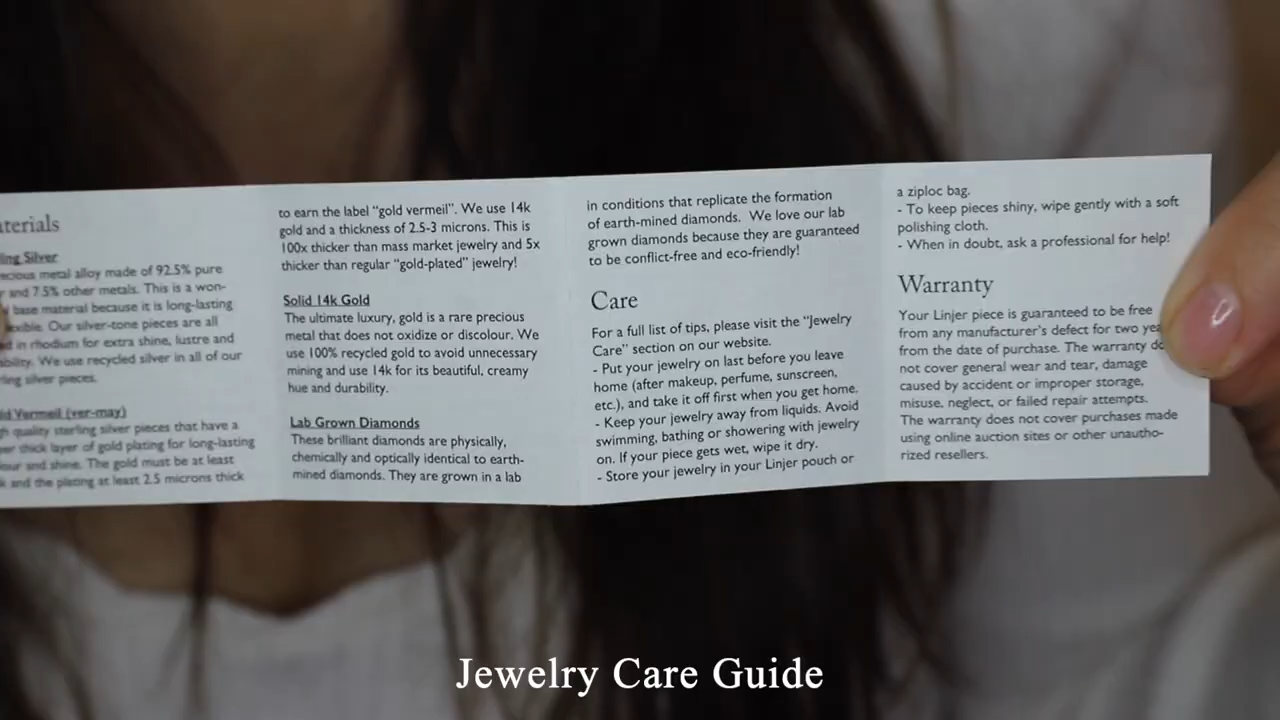 terials
ling Silver
ecious metal alloy made of 92.5% pure
r and 7.5% other metals. This is a won-
base material because it is long-lasting
exible. Our silver-tone pieces are all
ed in rhodium for extra shine, lustre and
ability. We use recycled silver in all of our
ling silver pieces.
ld Vermeil (ver-may)
gh quality sterling silver pieces that have a
per thick layer of gold plating for long-lasting
our and shine. The gold must be at least
k and the plating at least 2.5 microns thick
to earn the label “gold vermeil”. We use 14k
gold and a thickness of 2.5-3 microns. This is
100x thicker than mass market jewelry and 5x
thicker than regular “gold-plated” jewelry!
Solid 14k Gold
The ultimate luxury, gold is a rare precious
metal that does not oxidize or discolour. We
use 100% recycled gold to avoid unnecessary
mining and use 14k for its beautiful, creamy
hue and durability.
Lab Grown Diamonds
These brilliant diamonds are physically,
chemically and optically identical to earth-
mined diamonds. They are grown in a lab
in conditions that replicate the formation
of earth-mined diamonds. We love our lab
grown diamonds because they are guaranteed
to be conflict-free and eco-friendly!
Care
For a full list of tips, please visit the “Jewelry
Care” section on our website.
- Put your jewelry on last before you leave
home (after makeup, perfume, sunscreen,
etc.), and take it off first when you get home.
- Keep your jewelry away from liquids. Avoid
swimming, bathing or showering with jewelry
on. If your piece gets wet, wipe it dry.
- Store your jewelry in your Linjer pouch or
a ziploc bag.
- To keep pieces shiny, wipe gently with a soft
polishing cloth.
- When in doubt, ask a professional for help!
Warranty
Your Linjer piece is guaranteed to be free
from any manufacturer’s defect for two yea
from the date of purchase. The warranty do
not cover general wear and tear, damage
caused by accident or improper storage,
misuse, neglect, or failed repair attempts.
The warranty does not cover purchases made
using online auction sites or other unautho-
rized resellers.
Jewelry Care Guide